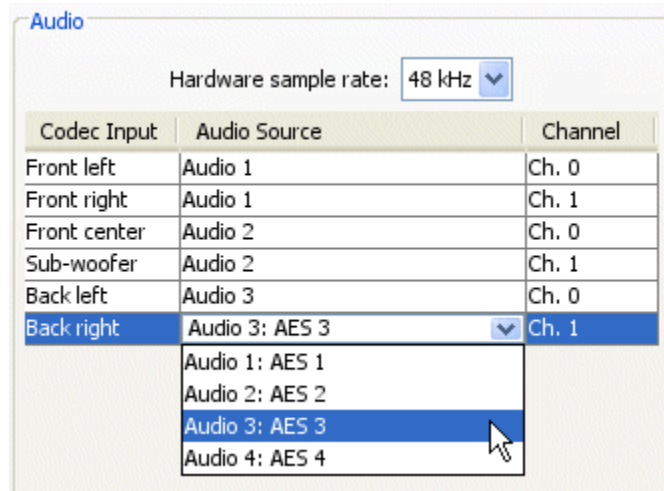 Audio
Hardware sample rate: 48 kHz
Codec Input Audio Source Channel
Front left Audio 1 Ch. 0
Front right Audio 1 Ch. 1
Front center Audio 2 Ch. 0
Sub-woofer Audio 2 Ch. 1
Back left Audio 3 Ch. 0
Back right Audio 3: AES 3 Ch. 1
Audio 1: AES 1
Audio 2: AES 2
Audio 3: AES 3
Audio 4: AES 4